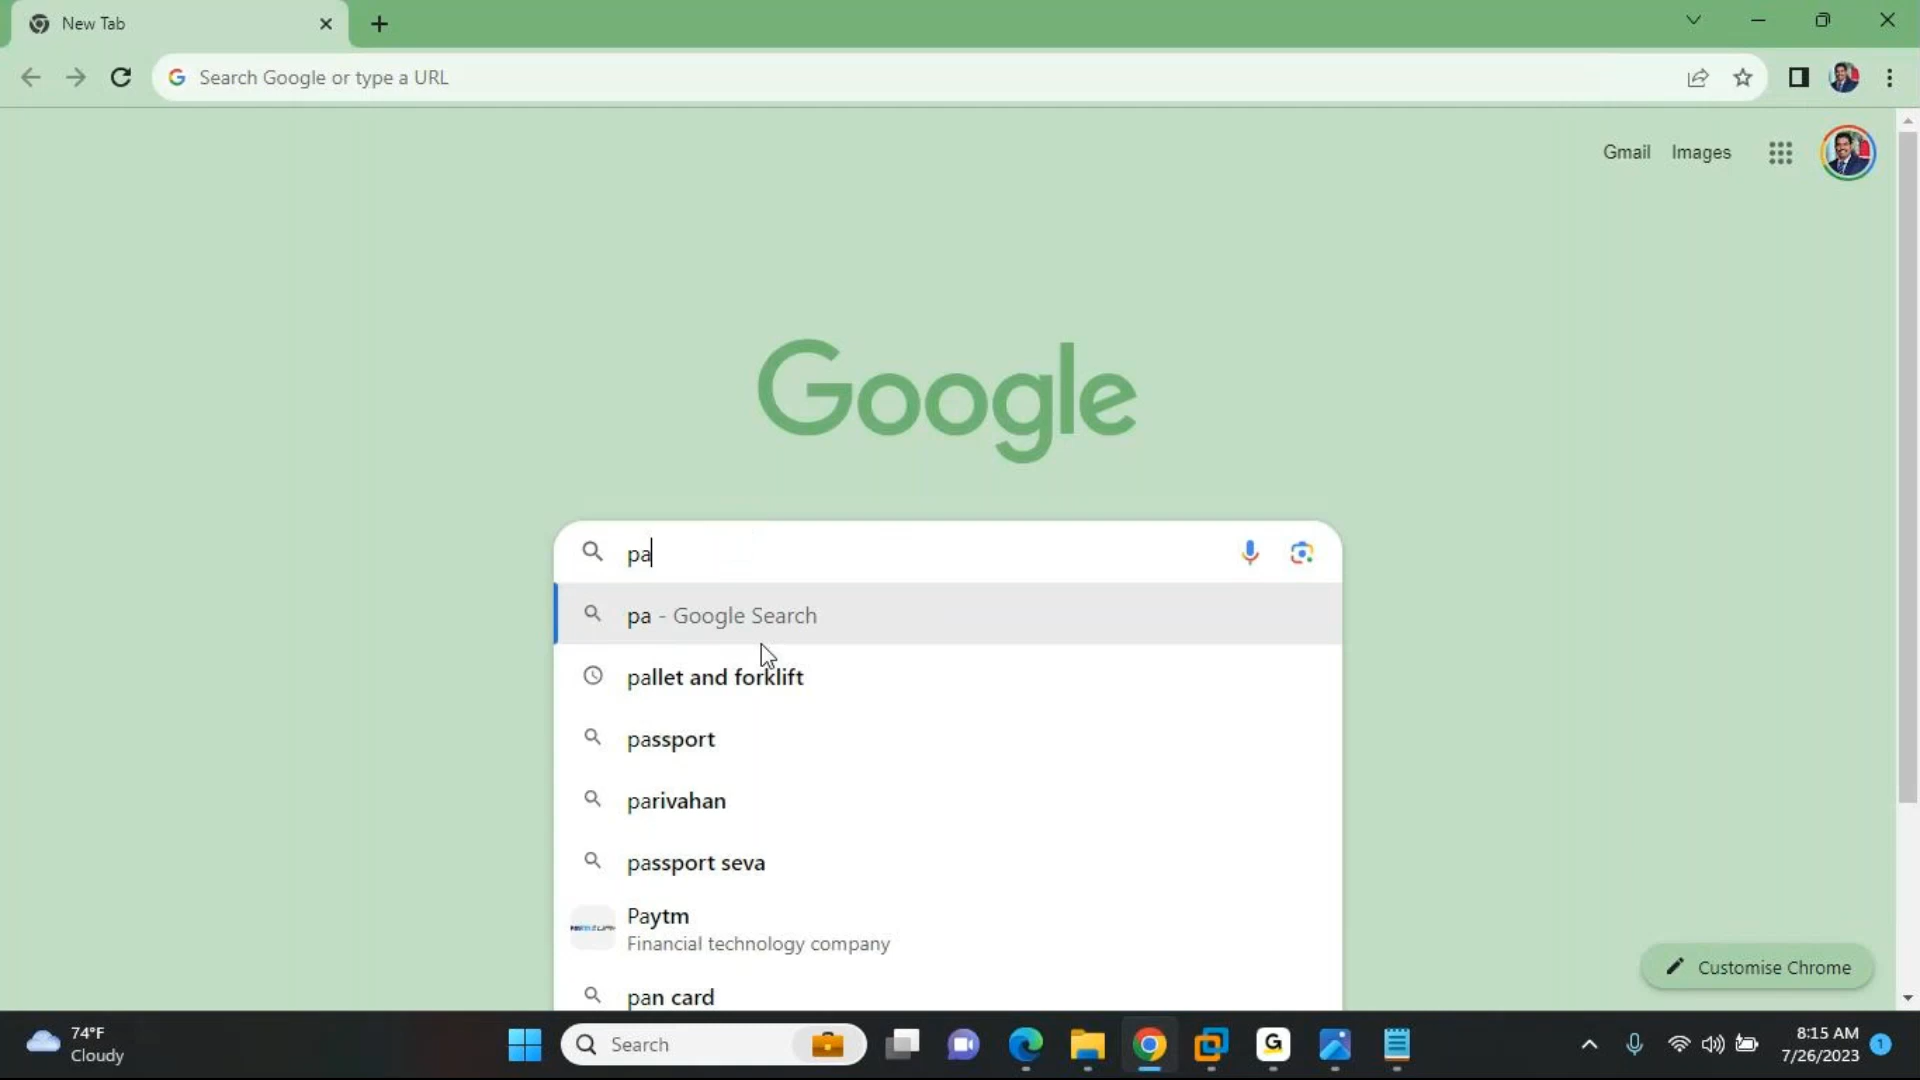 New Tab
Search Google or type a URL
Gmail Images
Google
pa
pa - Google Search
pallet and forklift
passport
parivahan
passport seva
Paytm
Financial technology company
pan card
Customise Chrome
74°F
Cloudy
Search
8:15 AM
7/26/2023
1